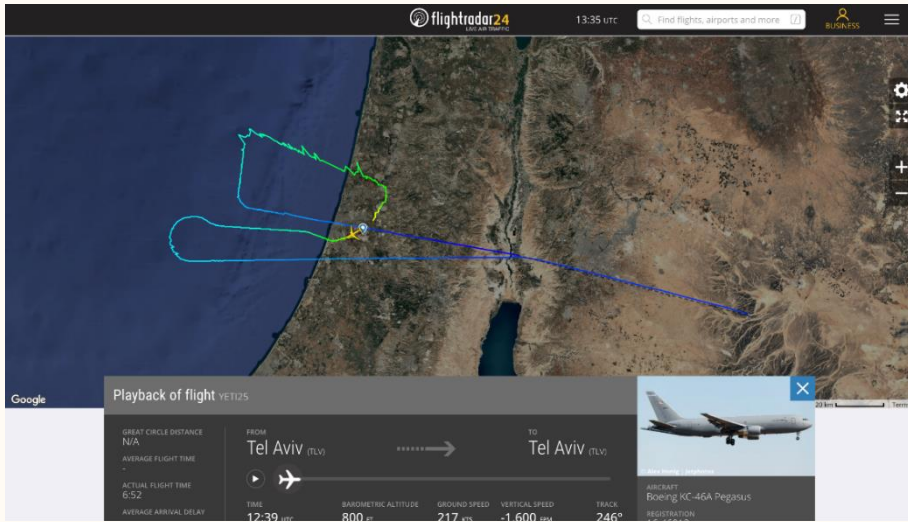 flightradar24
LIVE AIR TRAFFIC
13:35 UTC
Find flights, airports and more
BUSINESS
Google
20 km
Playback of flight YETI25
GREAT CIRCLE DISTANCE
N/A
AVERAGE FLIGHT TIME
-
ACTUAL FLIGHT TIME
6:52
AVERAGE ARRIVAL DELAY
FROM
Tel Aviv (TLV)
TO
Tel Aviv (TLV)
TIME
12:39 UTC
BAROMETRIC ALTITUDE
800 FT
GROUND SPEED
217 KTS
VERTICAL SPEED
-1,600 FPM
TRACK
246°
AIRCRAFT
Boeing KC-46A Pegasus
REGISTRATION